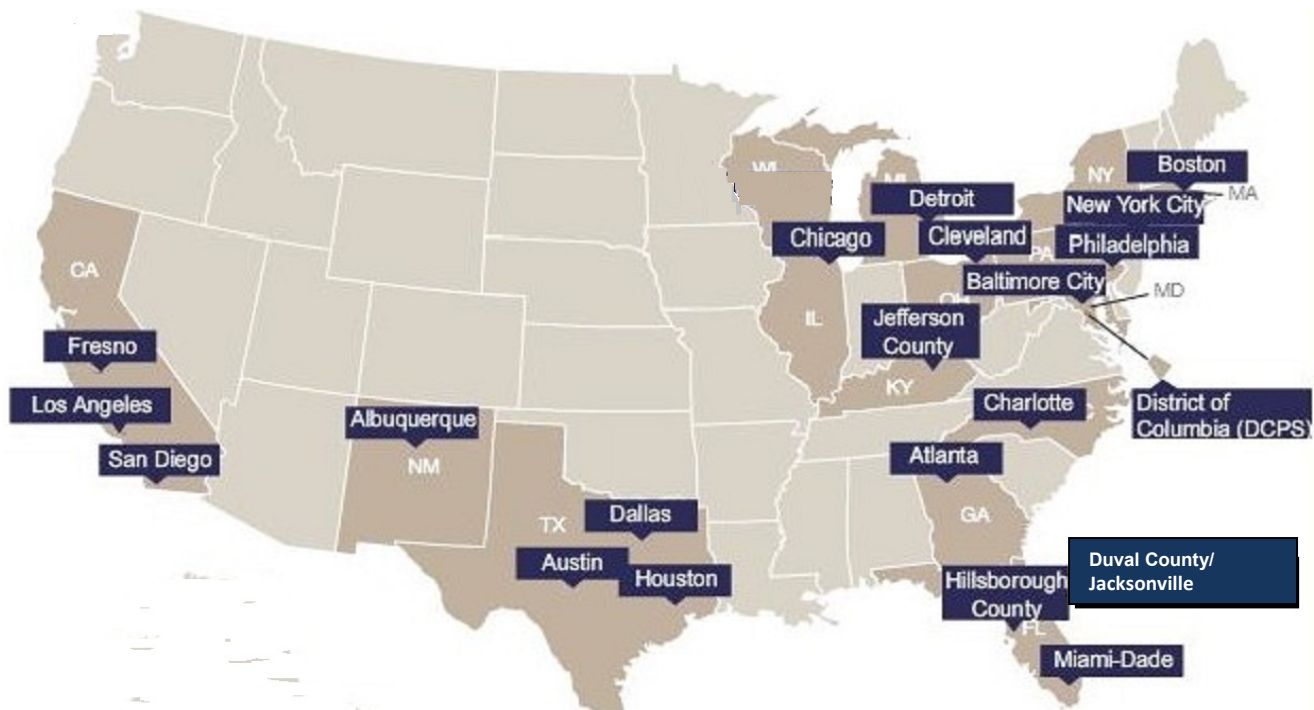 WI
MI
NY
Boston
MA
Detroit
New York City
Chicago
Cleveland
Philadelphia
PA
CA
Baltimore City
MD
OH
IL
Jefferson
County
Fresno
KY
Los Angeles
Albuquerque
Charlotte
District of
Columbia (DCPS)
San Diego
NM
Atlanta
Dallas
TX
GA
Austin
Houston
Duval County/
Jacksonville
Hillsborough
County
FL
Miami-Dade